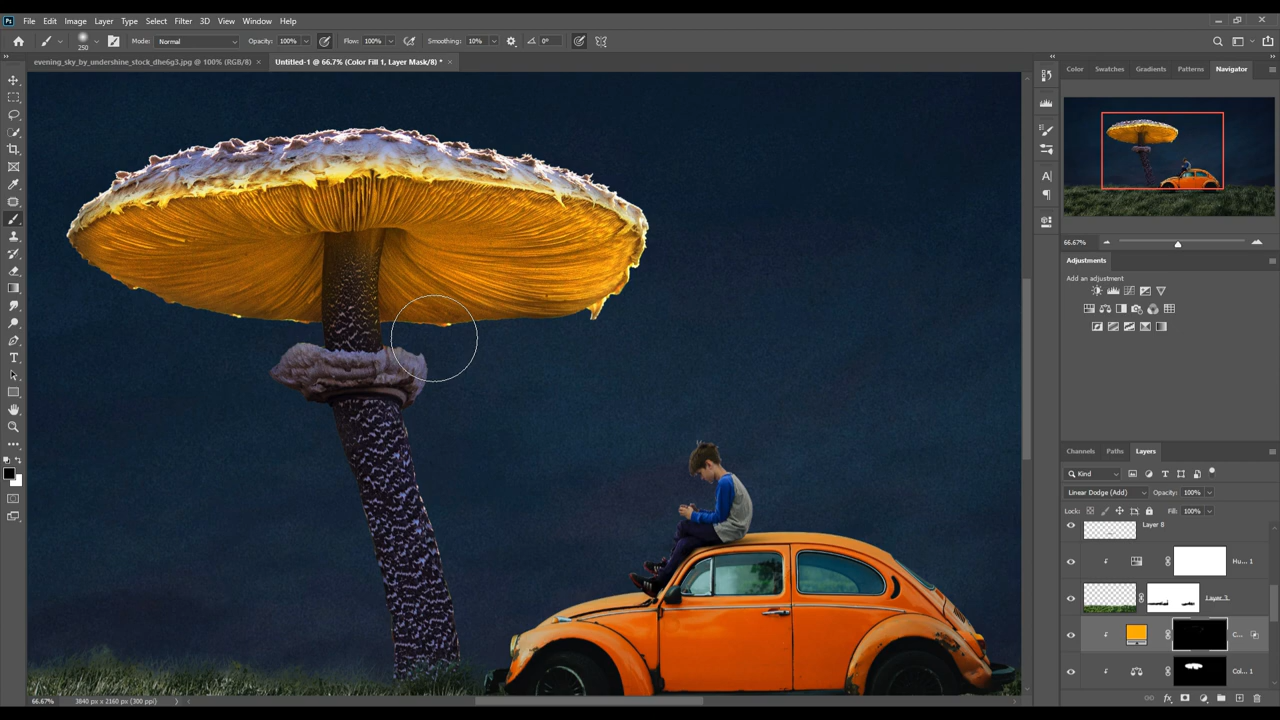 Ps File Edit Image Layer Type Select Filter 3D View Window Help
250 Mode: Normal Opacity: 100% Flow: 100% Smoothing: 10% 0°
evening_sky_by_undershine_stock_dhe6g3.jpg @ 100% (RGB/8) × Untitled-1 @ 66.7% (Color Fill 1, Layer Mask/8) * ×
Color Swatches Gradients Patterns Navigator
66.67%
Adjustments
Add an adjustment
Channels Paths Layers
Kind
Linear Dodge (Add) Opacity: 100%
Lock: Fill: 100%
Layer 8
Hu... 1
Layer 7
C...
Col... 1
66.67% 3840 px x 2160 px (300 ppi)